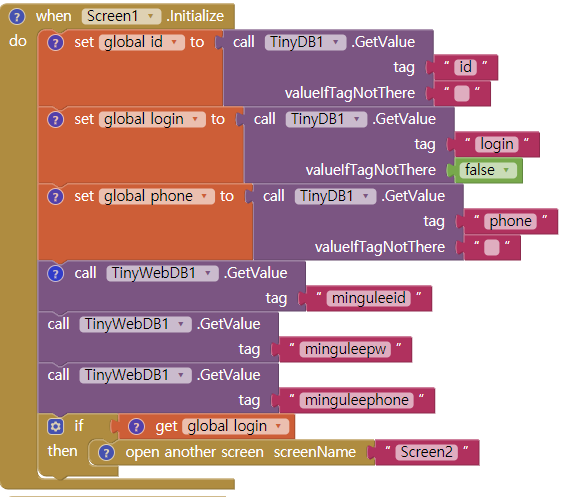 ? when Screen1 .Initialize
do ? set global id to call TinyDB1 .GetValue
tag " id "
valueIfTagNotThere " "
? set global login to call TinyDB1 .GetValue
tag " login "
valueIfTagNotThere false
? set global phone to call TinyDB1 .GetValue
tag " phone "
valueIfTagNotThere " "
? call TinyWebDB1 .GetValue
tag " minguleeid "
call TinyWebDB1 .GetValue
tag " minguleepw "
call TinyWebDB1 .GetValue
tag " minguleephone "
if ? get global login
then ? open another screen screenName " Screen2 "